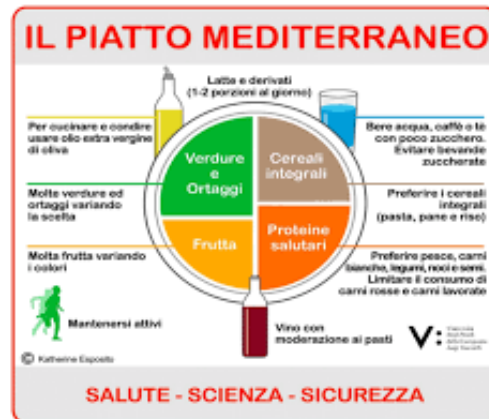 IL PIATTO MEDITERRANEO
Latte e derivati
(1-2 porzioni al giorno)
Per cucinare e condire
usare olio extra vergine
di oliva
Bere acqua, caffè o tè
con poco zucchero.
Evitare bevande
zuccherate
Verdure
e
Ortaggi
Cereali
integrali
Molte verdure ed
ortaggi variando
la scelta
Preferire i cereali
integrali
(pasta, pane e riso)
Frutta
Proteine
salutari
Molta frutta variando
i colori
Preferire pesce, carni
bianche, legumi, noci e semi.
Limitare il consumo di
carni rosse e carni lavorate
Mantenersi attivi
Vino con
moderazione ai pasti
V:
© Katherine Esposito
SALUTE - SCIENZA - SICUREZZA